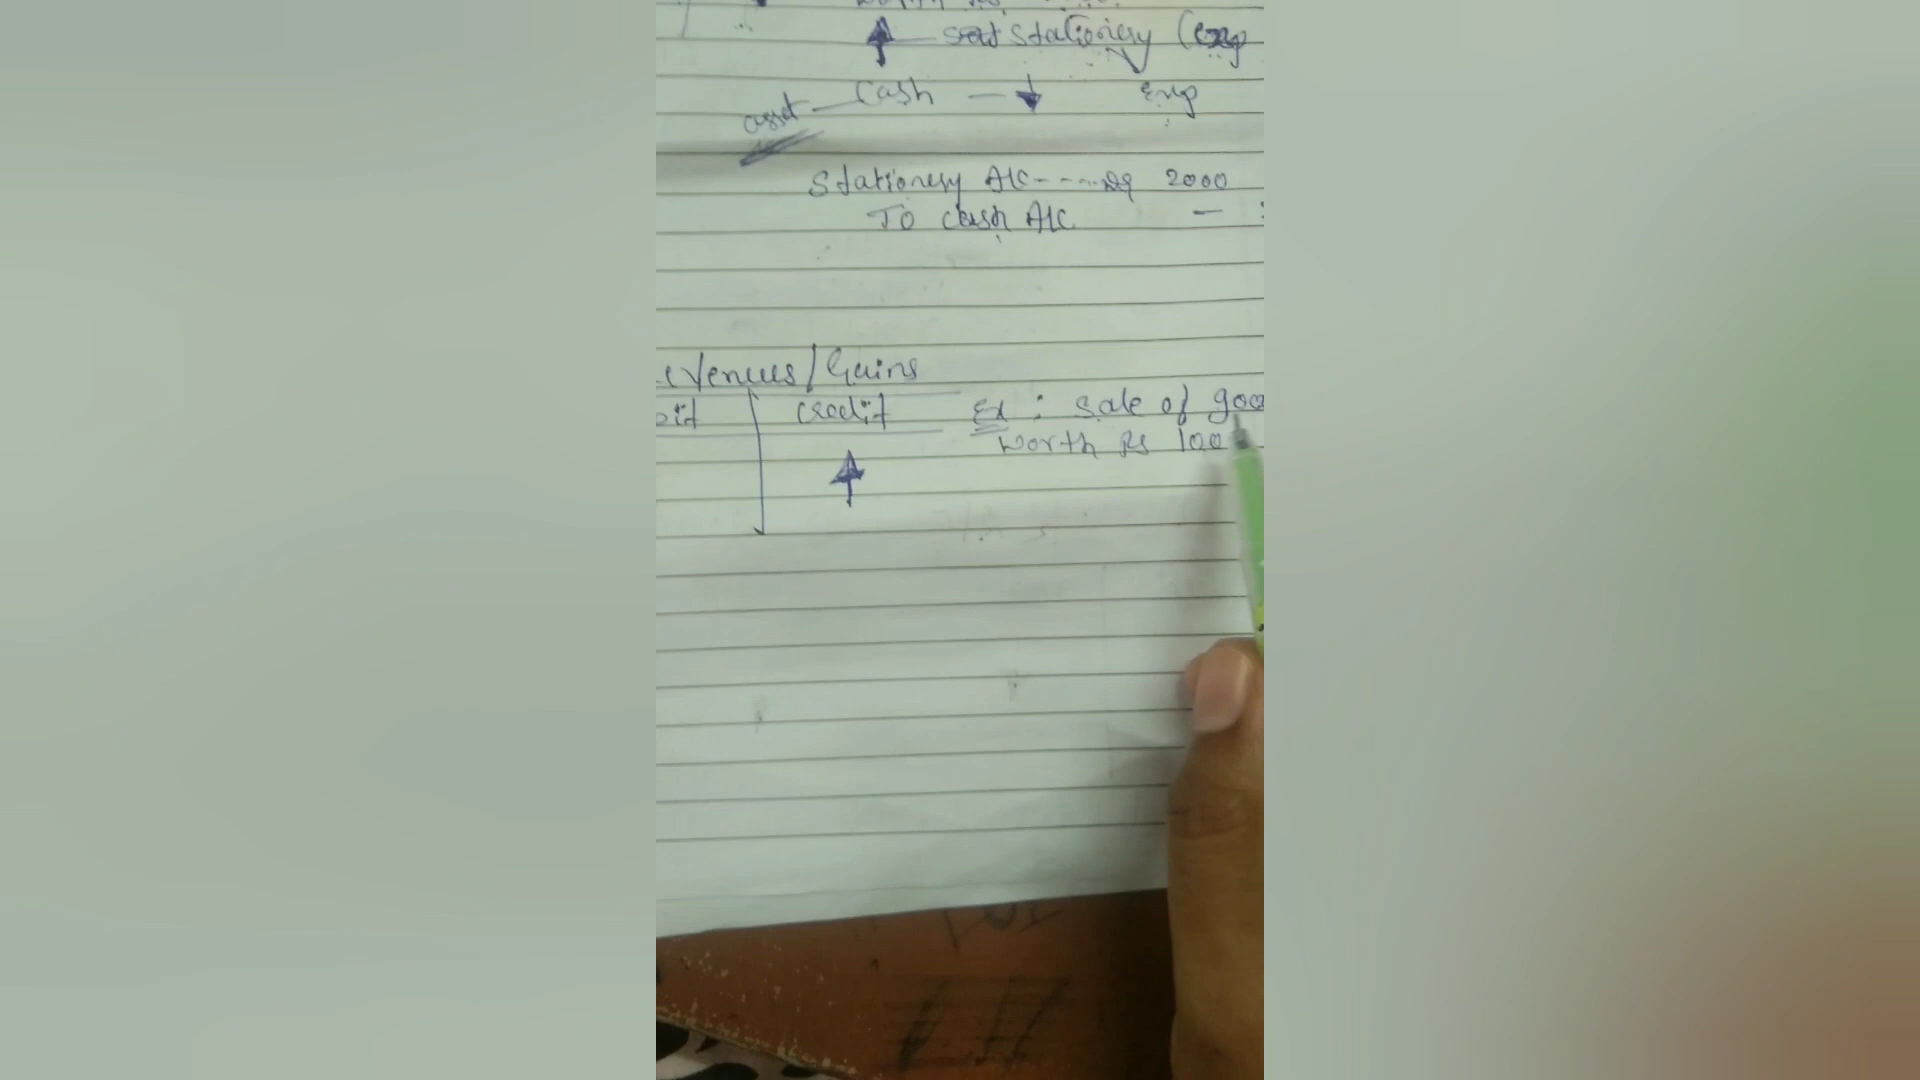 Stationery (exp
Cash — Exp
asset
Stationery A/C- - - - Dr 2000
To Cash A/C —
venues/Gains
bit credit Ex : Sale of goo
worth Rs 100